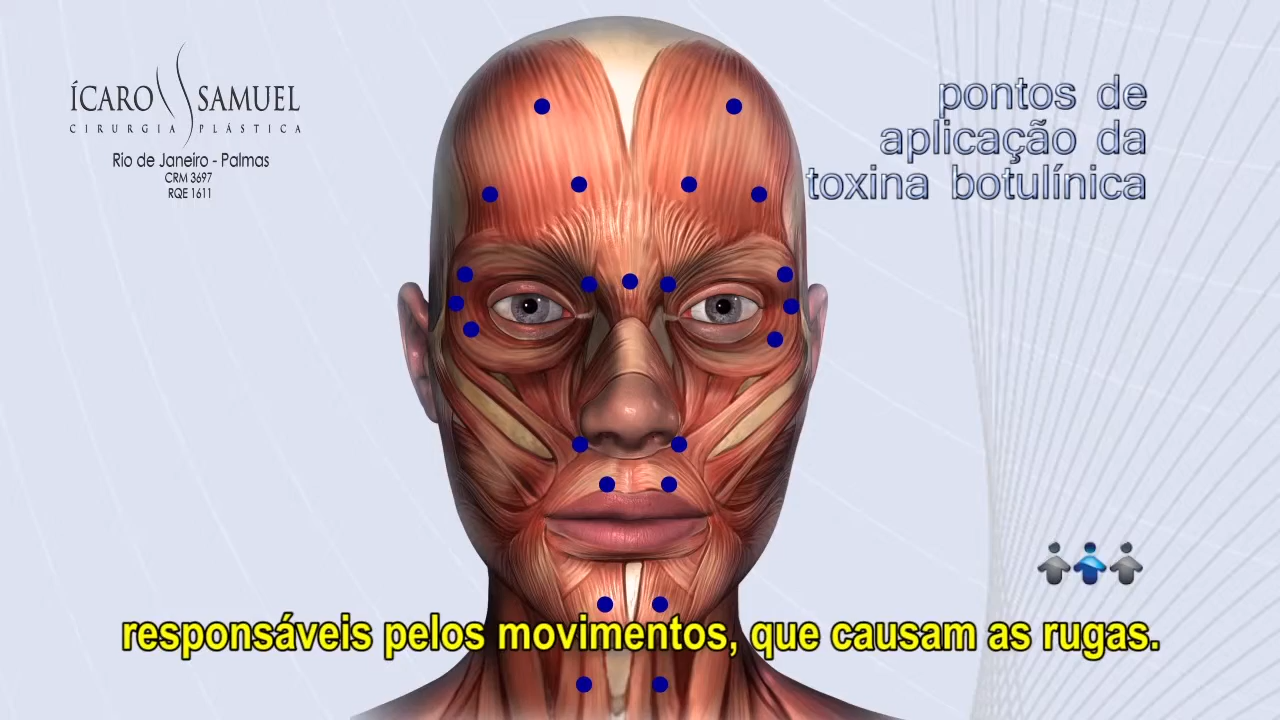 ÍCARO SAMUEL
CIRURGIA PLÁSTICA
Rio de Janeiro - Palmas
CRM 3697
RQE 1611
pontos de
aplicação da
toxina botulínica
responsáveis pelos movimentos, que causam as rugas.